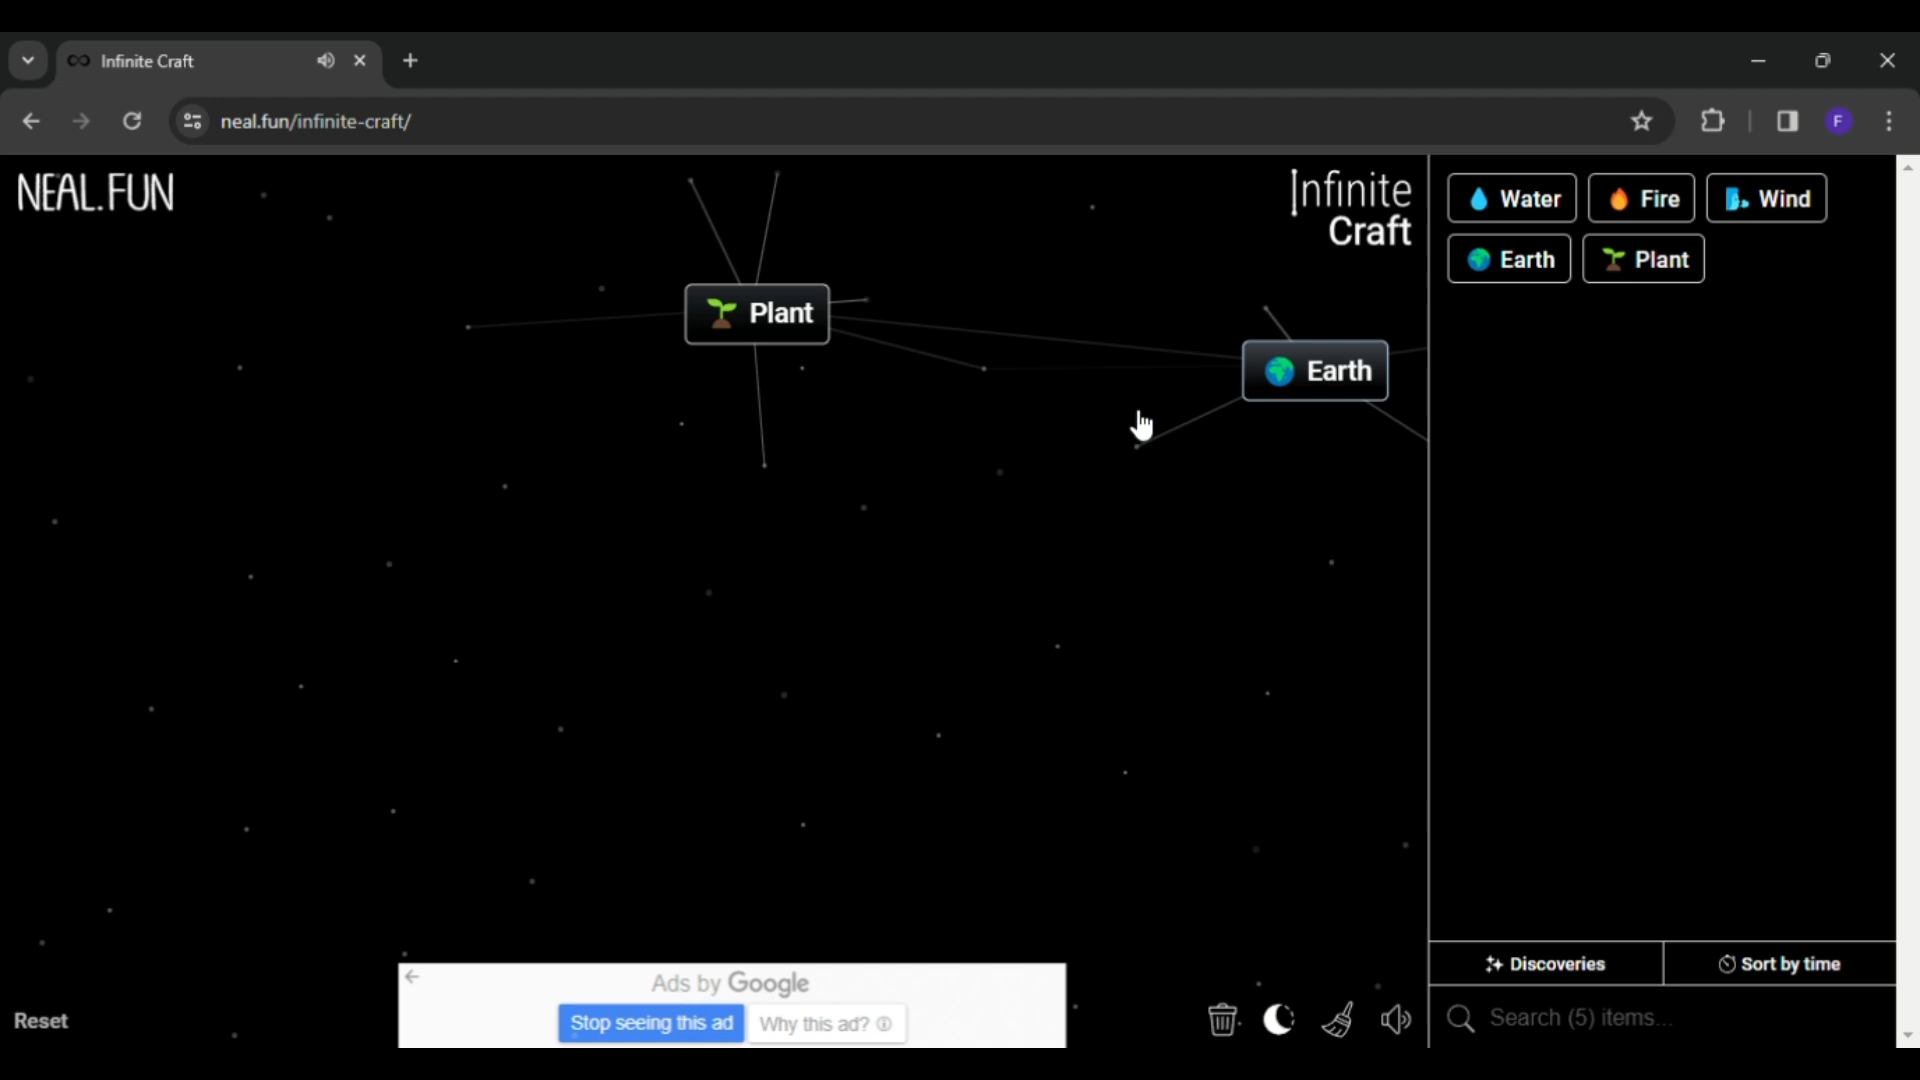 Infinite Craft
neal.fun/infinite-craft/
F
NEAL.FUN
Infinite
Craft
Water
Fire
Wind
Earth
Plant
Plant
Earth
Discoveries
Sort by time
Search (5) items...
Reset
Ads by Google
Stop seeing this ad
Why this ad?